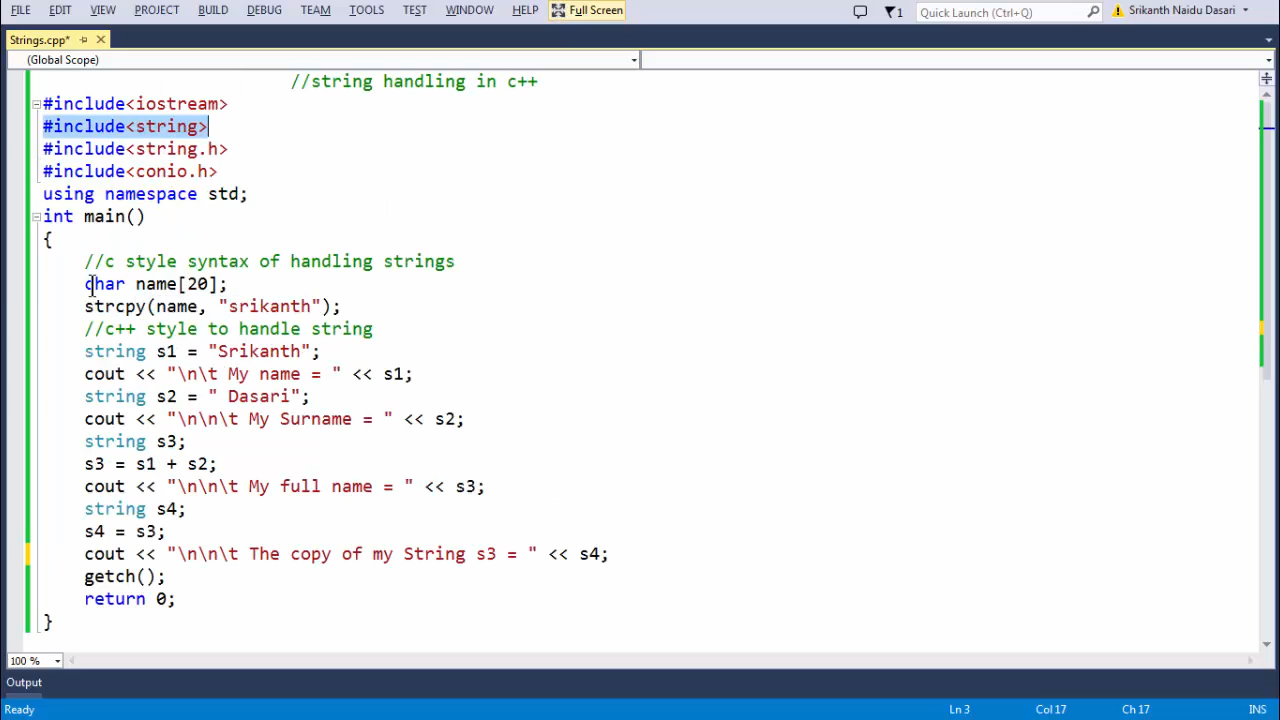 FILE EDIT VIEW PROJECT BUILD DEBUG TEAM TOOLS TEST WINDOW HELP Full Screen 1 Quick Launch (Ctrl+Q) Srikanth Naidu Dasari
Strings.cpp*
(Global Scope)
//string handling in c++
#include<iostream>
#include<string>
#include<string.h>
#include<conio.h>
using namespace std;
int main()
{
//c style syntax of handling strings
char name[20];
strcpy(name, "srikanth");
//c++ style to handle string
string s1 = "Srikanth";
cout << "\n\t My name = " << s1;
string s2 = " Dasari";
cout << "\n\n\t My Surname = " << s2;
string s3;
s3 = s1 + s2;
cout << "\n\n\t My full name = " << s3;
string s4;
s4 = s3;
cout << "\n\n\t The copy of my String s3 = " << s4;
getch();
return 0;
}
100 %
Output
Ready Ln 3 Col 17 Ch 17 INS